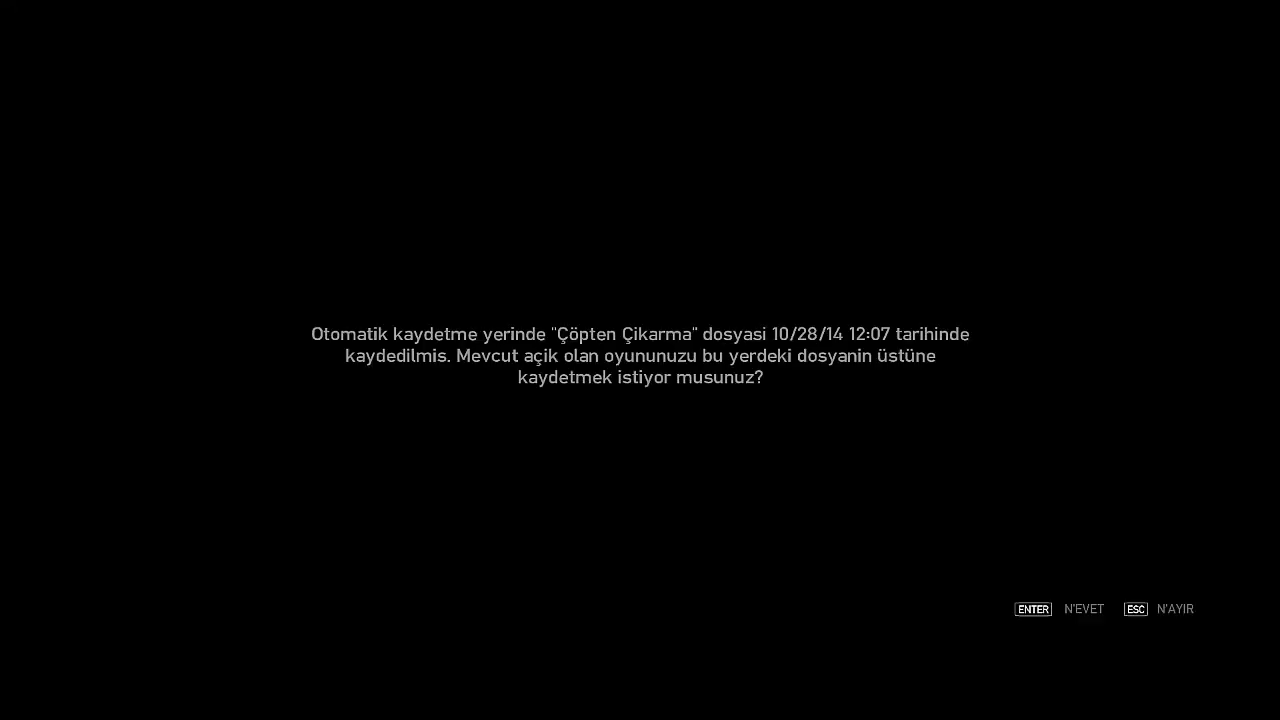 Otomatik kaydetme yerinde "Çöpten Çikarma" dosyasi 10/28/14 12:07 tarihinde
kaydedilmis. Mevcut açik olan oyununuzu bu yerdeki dosyanin üstüne
kaydetmek istiyor musunuz?
ENTER N'EVET ESC N'AYIR